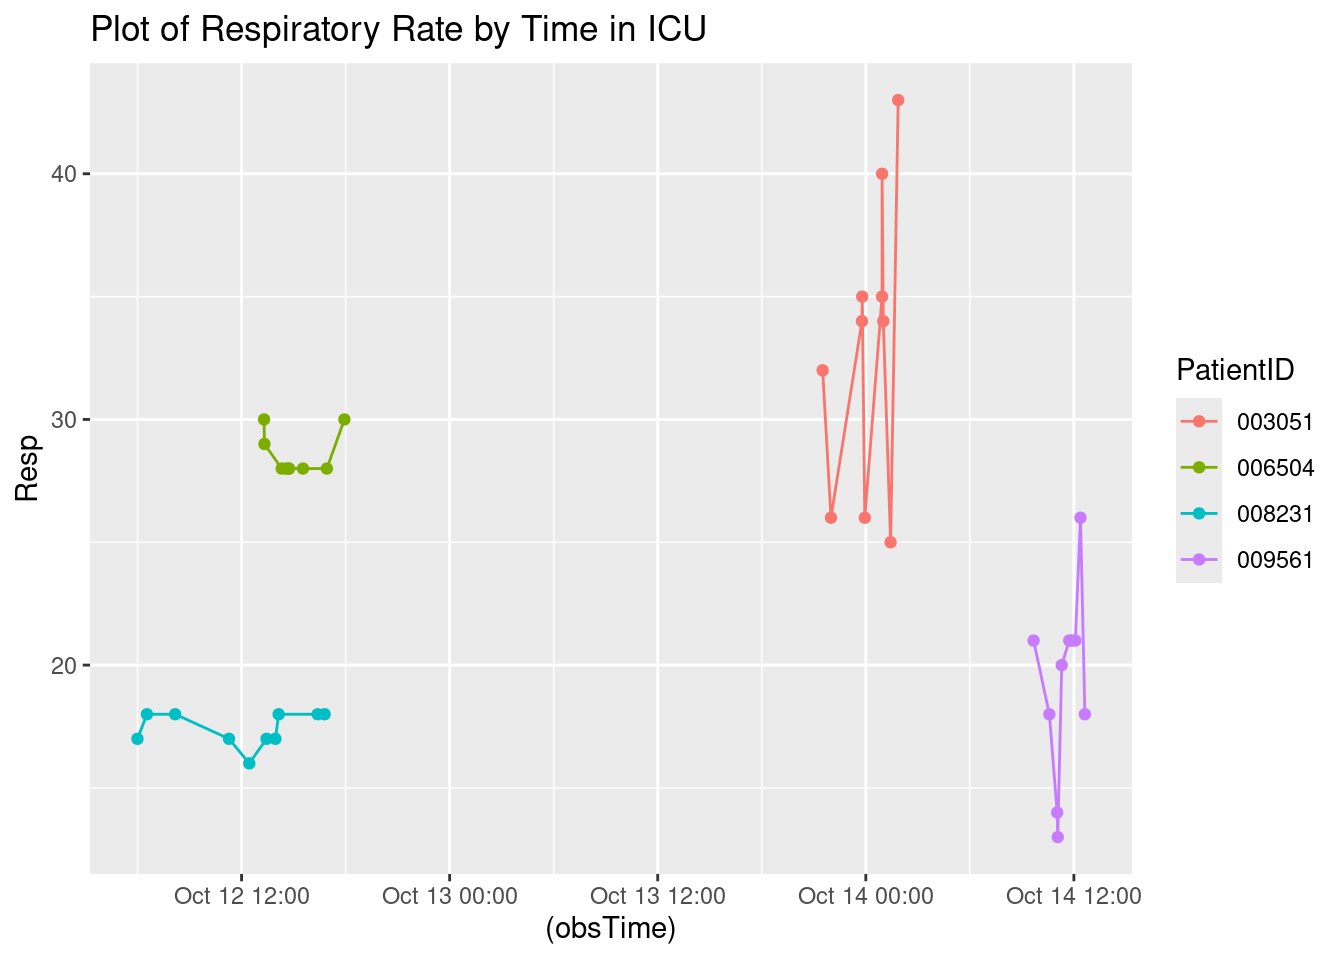 Plot of Respiratory Rate by Time in ICU
Resp
40
30
20
Oct 12 12:00
Oct 13 00:00
Oct 13 12:00
Oct 14 00:00
Oct 14 12:00
(obsTime)
PatientID
003051
006504
008231
009561